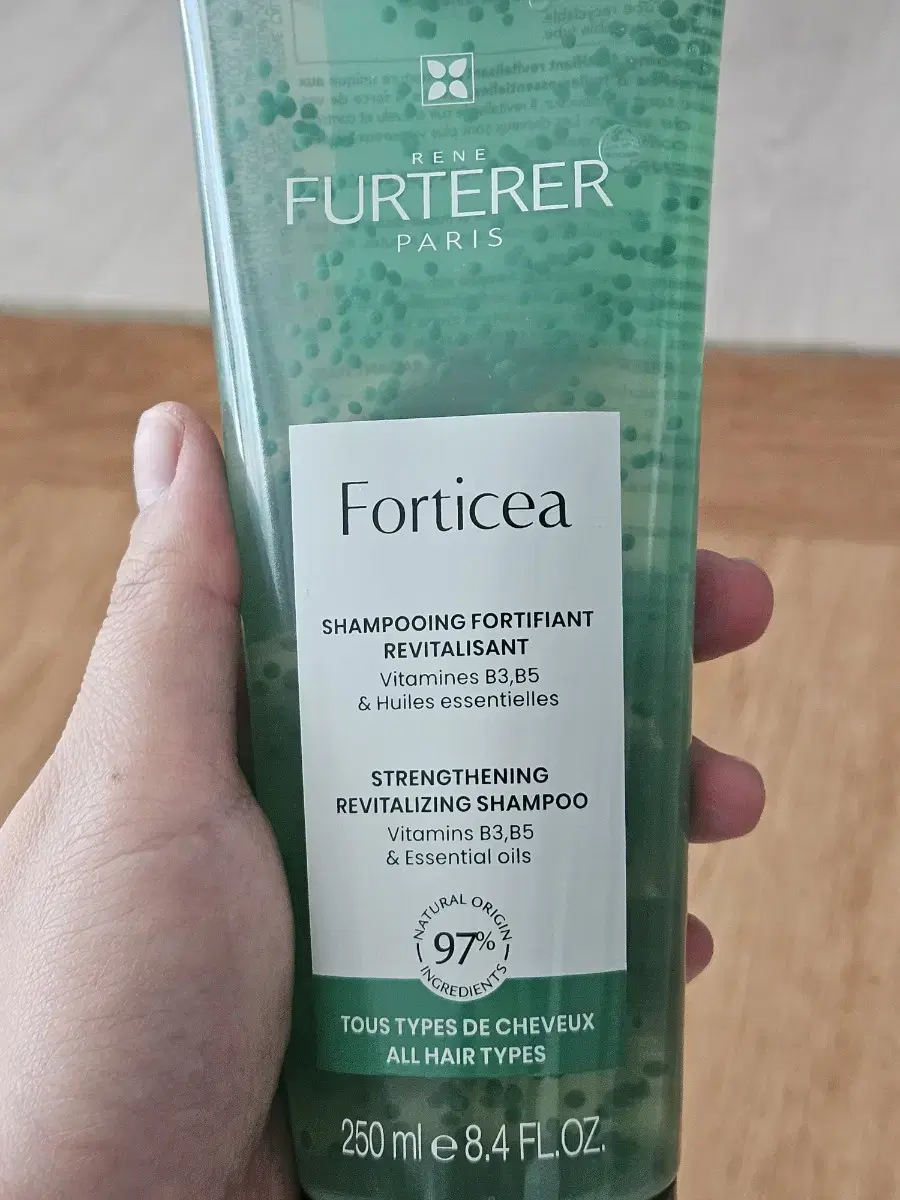 RENE
FURTERER
PARIS
Forticea
SHAMPOOING FORTIFIANT
REVITALISANT
Vitamines B3,B5
& Huiles essentielles
STRENGTHENING
REVITALIZING SHAMPOO
Vitamins B3,B5
& Essential oils
NATURAL ORIGIN
97%
INGREDIENTS
TOUS TYPES DE CHEVEUX
ALL HAIR TYPES
250 ml e 8.4 FL.OZ.